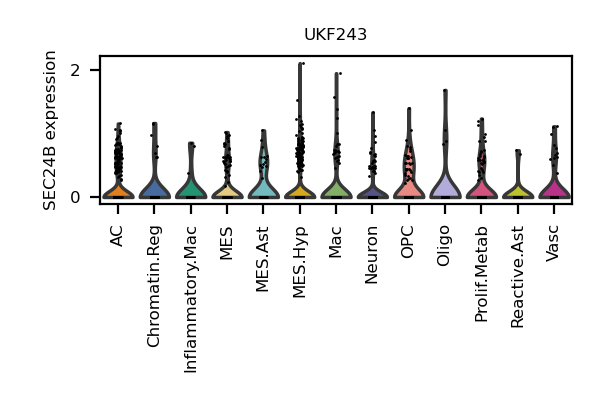 UKF243
SEC24B expression
2
0
AC
Chromatin.Reg
Inflammatory.Mac
MES
MES.Ast
MES.Hyp
Mac
Neuron
OPC
Oligo
Prolif.Metab
Reactive.Ast
Vasc